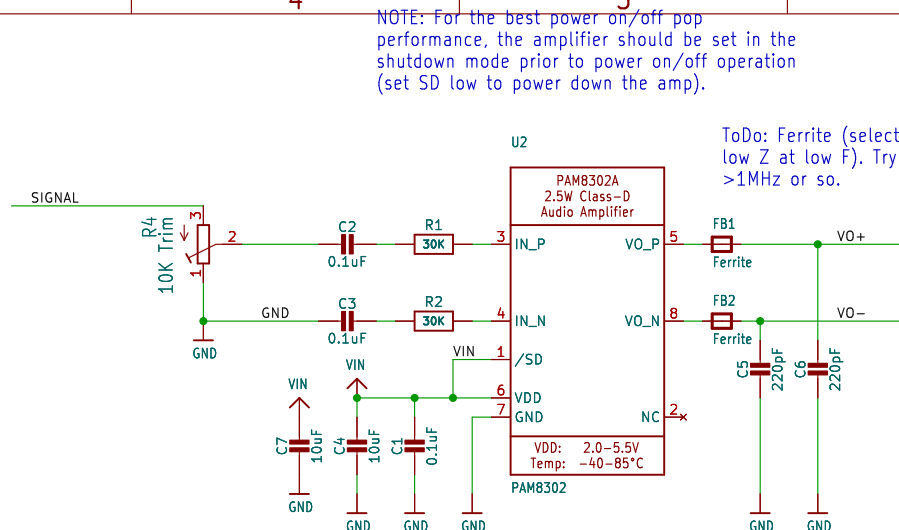 4
5
NOTE: For the best power on/off pop
performance, the amplifier should be set in the
shutdown mode prior to power on/off operation
(set SD low to power down the amp).
ToDo: Ferrite (select
low Z at low F). Try
>1MHz or so.
U2
PAM8302A
2.5W Class-D
Audio Amplifier
SIGNAL
R4
10K Trim
3
2
1
GND
C2
0.1uF
R1
30K
3
IN_P
VO_P
5
FB1
Ferrite
VO+
GND
C3
0.1uF
R2
30K
4
IN_N
VO_N
8
FB2
Ferrite
VO-
VIN
1
/SD
6
VDD
7
GND
NC
2
VIN
C7
10uF
GND
VIN
C4
10uF
GND
C1
0.1uF
GND
GND
VDD: 2.0-5.5V
Temp: -40-85°C
PAM8302
C5
220pF
GND
C6
220pF
GND